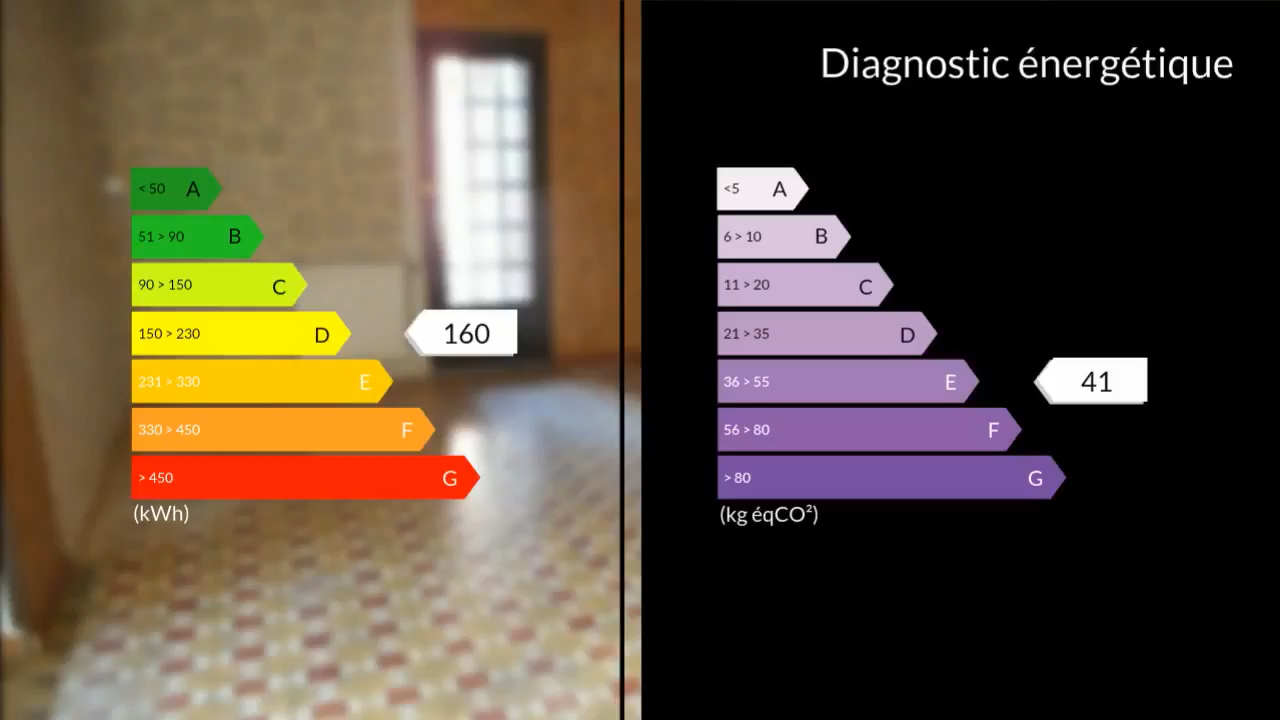 Diagnostic énergétique
< 50 A
51 > 90 B
90 > 150 C
150 > 230 D
160
231 > 330 E
330 > 450 F
> 450 G
(kWh)
<5 A
6 > 10 B
11 > 20 C
21 > 35 D
36 > 55 E
41
56 > 80 F
> 80 G
(kg éqCO²)